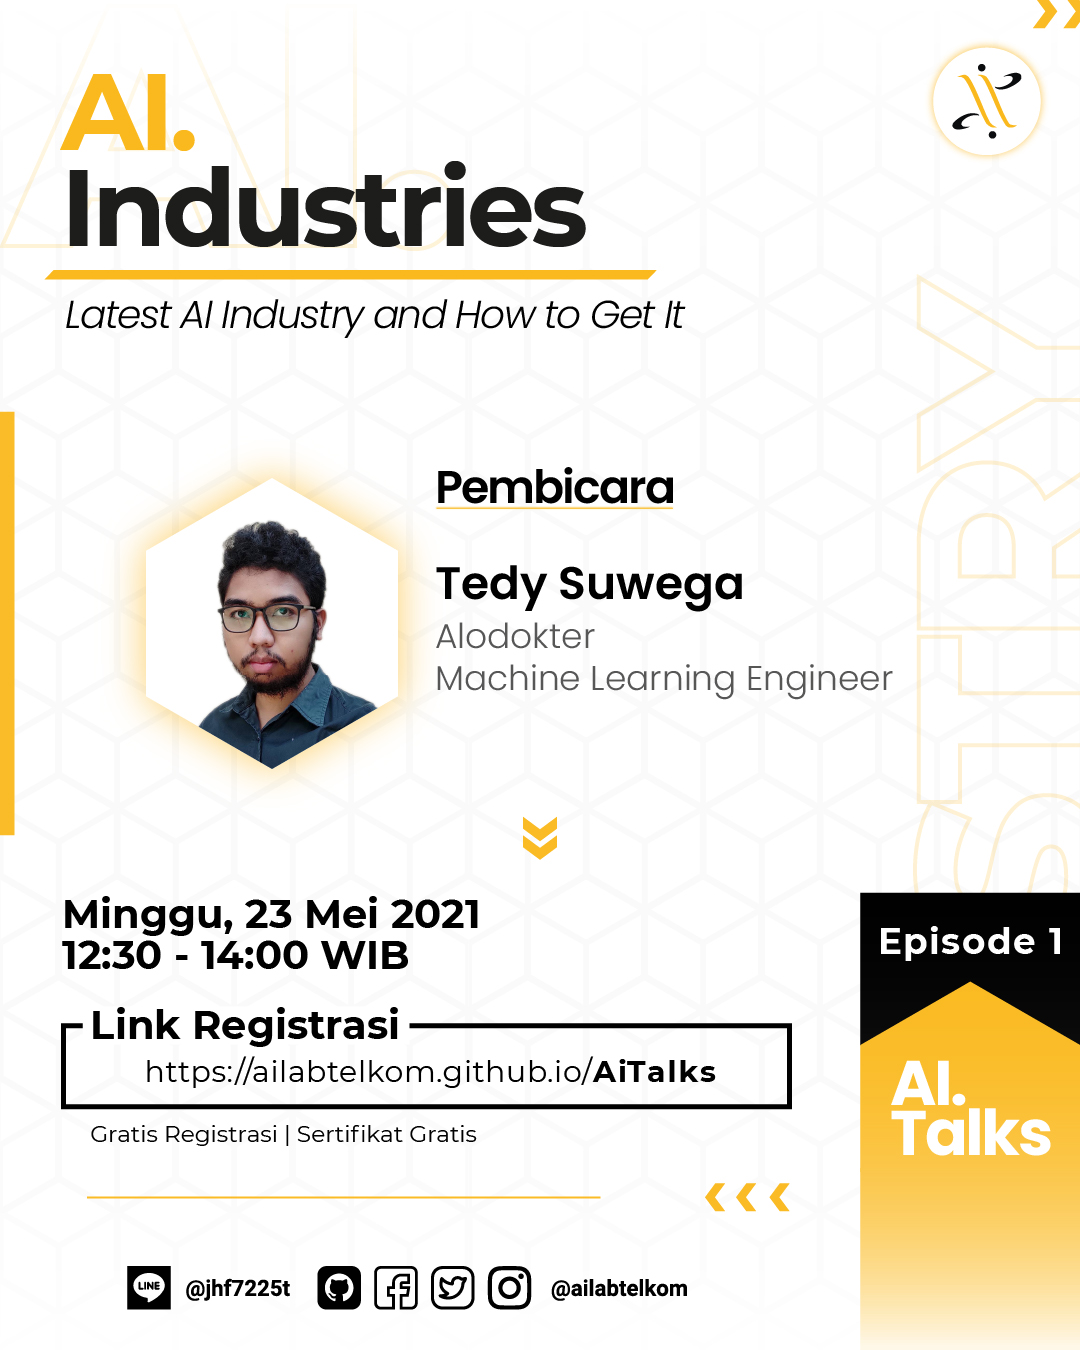 AI.
Industries
Latest AI Industry and How to Get It
Pembicara
Tedy Suwega
Alodokter
Machine Learning Engineer
STRY
Minggu, 23 Mei 2021
12:30 - 14:00 WIB
Link Registrasi
https://ailabtelkom.github.io/AiTalks
Gratis Registrasi | Sertifikat Gratis
Episode 1
AI.
Talks
LINE
@jhf7225t
@ailabtelkom